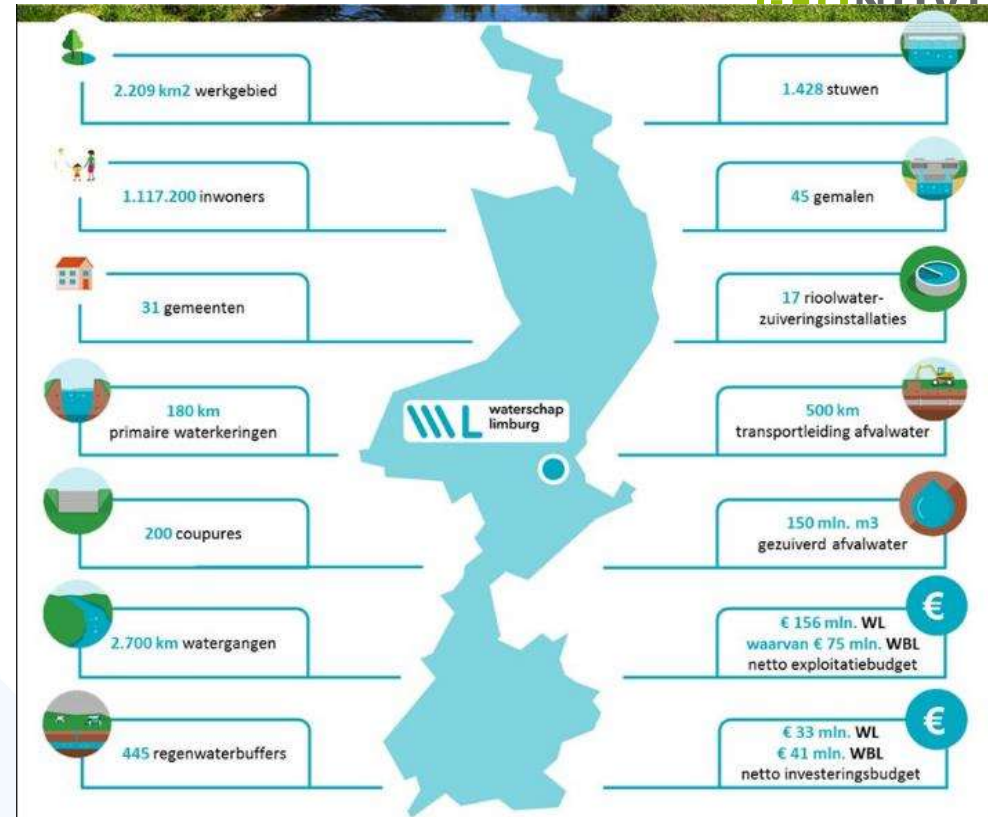 2.209 km2 werkgebied
1.117.200 inwoners
31 gemeenten
180 km
primaire waterkeringen
200 coupures
2.700 km watergangen
445 regenwaterbuffers
waterschap
limburg
1.428 stuwen
45 gemalen
17 rioolwater-
zuiveringsinstallaties
500 km
transportleiding afvalwater
150 mln. m3
gezuiverd afvalwater
€
€ 156 mln. WL
waarvan € 75 mln. WBL
netto exploitatiebudget
€
€ 33 mln. WL
€ 41 mln. WBL
netto investeringsbudget